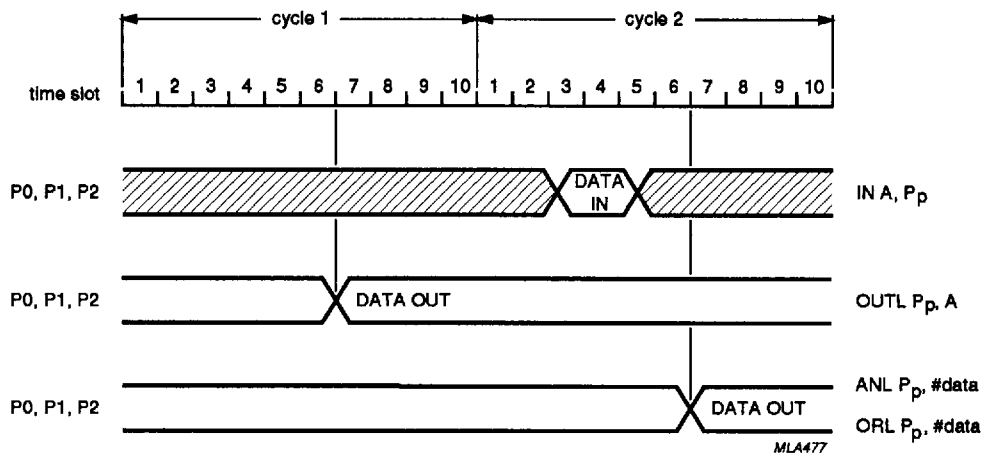 cycle 1 cycle 2
time slot 1 2 3 4 5 6 7 8 9 10 1 2 3 4 5 6 7 8 9 10
P0, P1, P2 DATA IN IN A, Pp
P0, P1, P2 DATA OUT OUTL Pp, A
ANL Pp, #data
P0, P1, P2 DATA OUT
ORL Pp, #data
MLA477